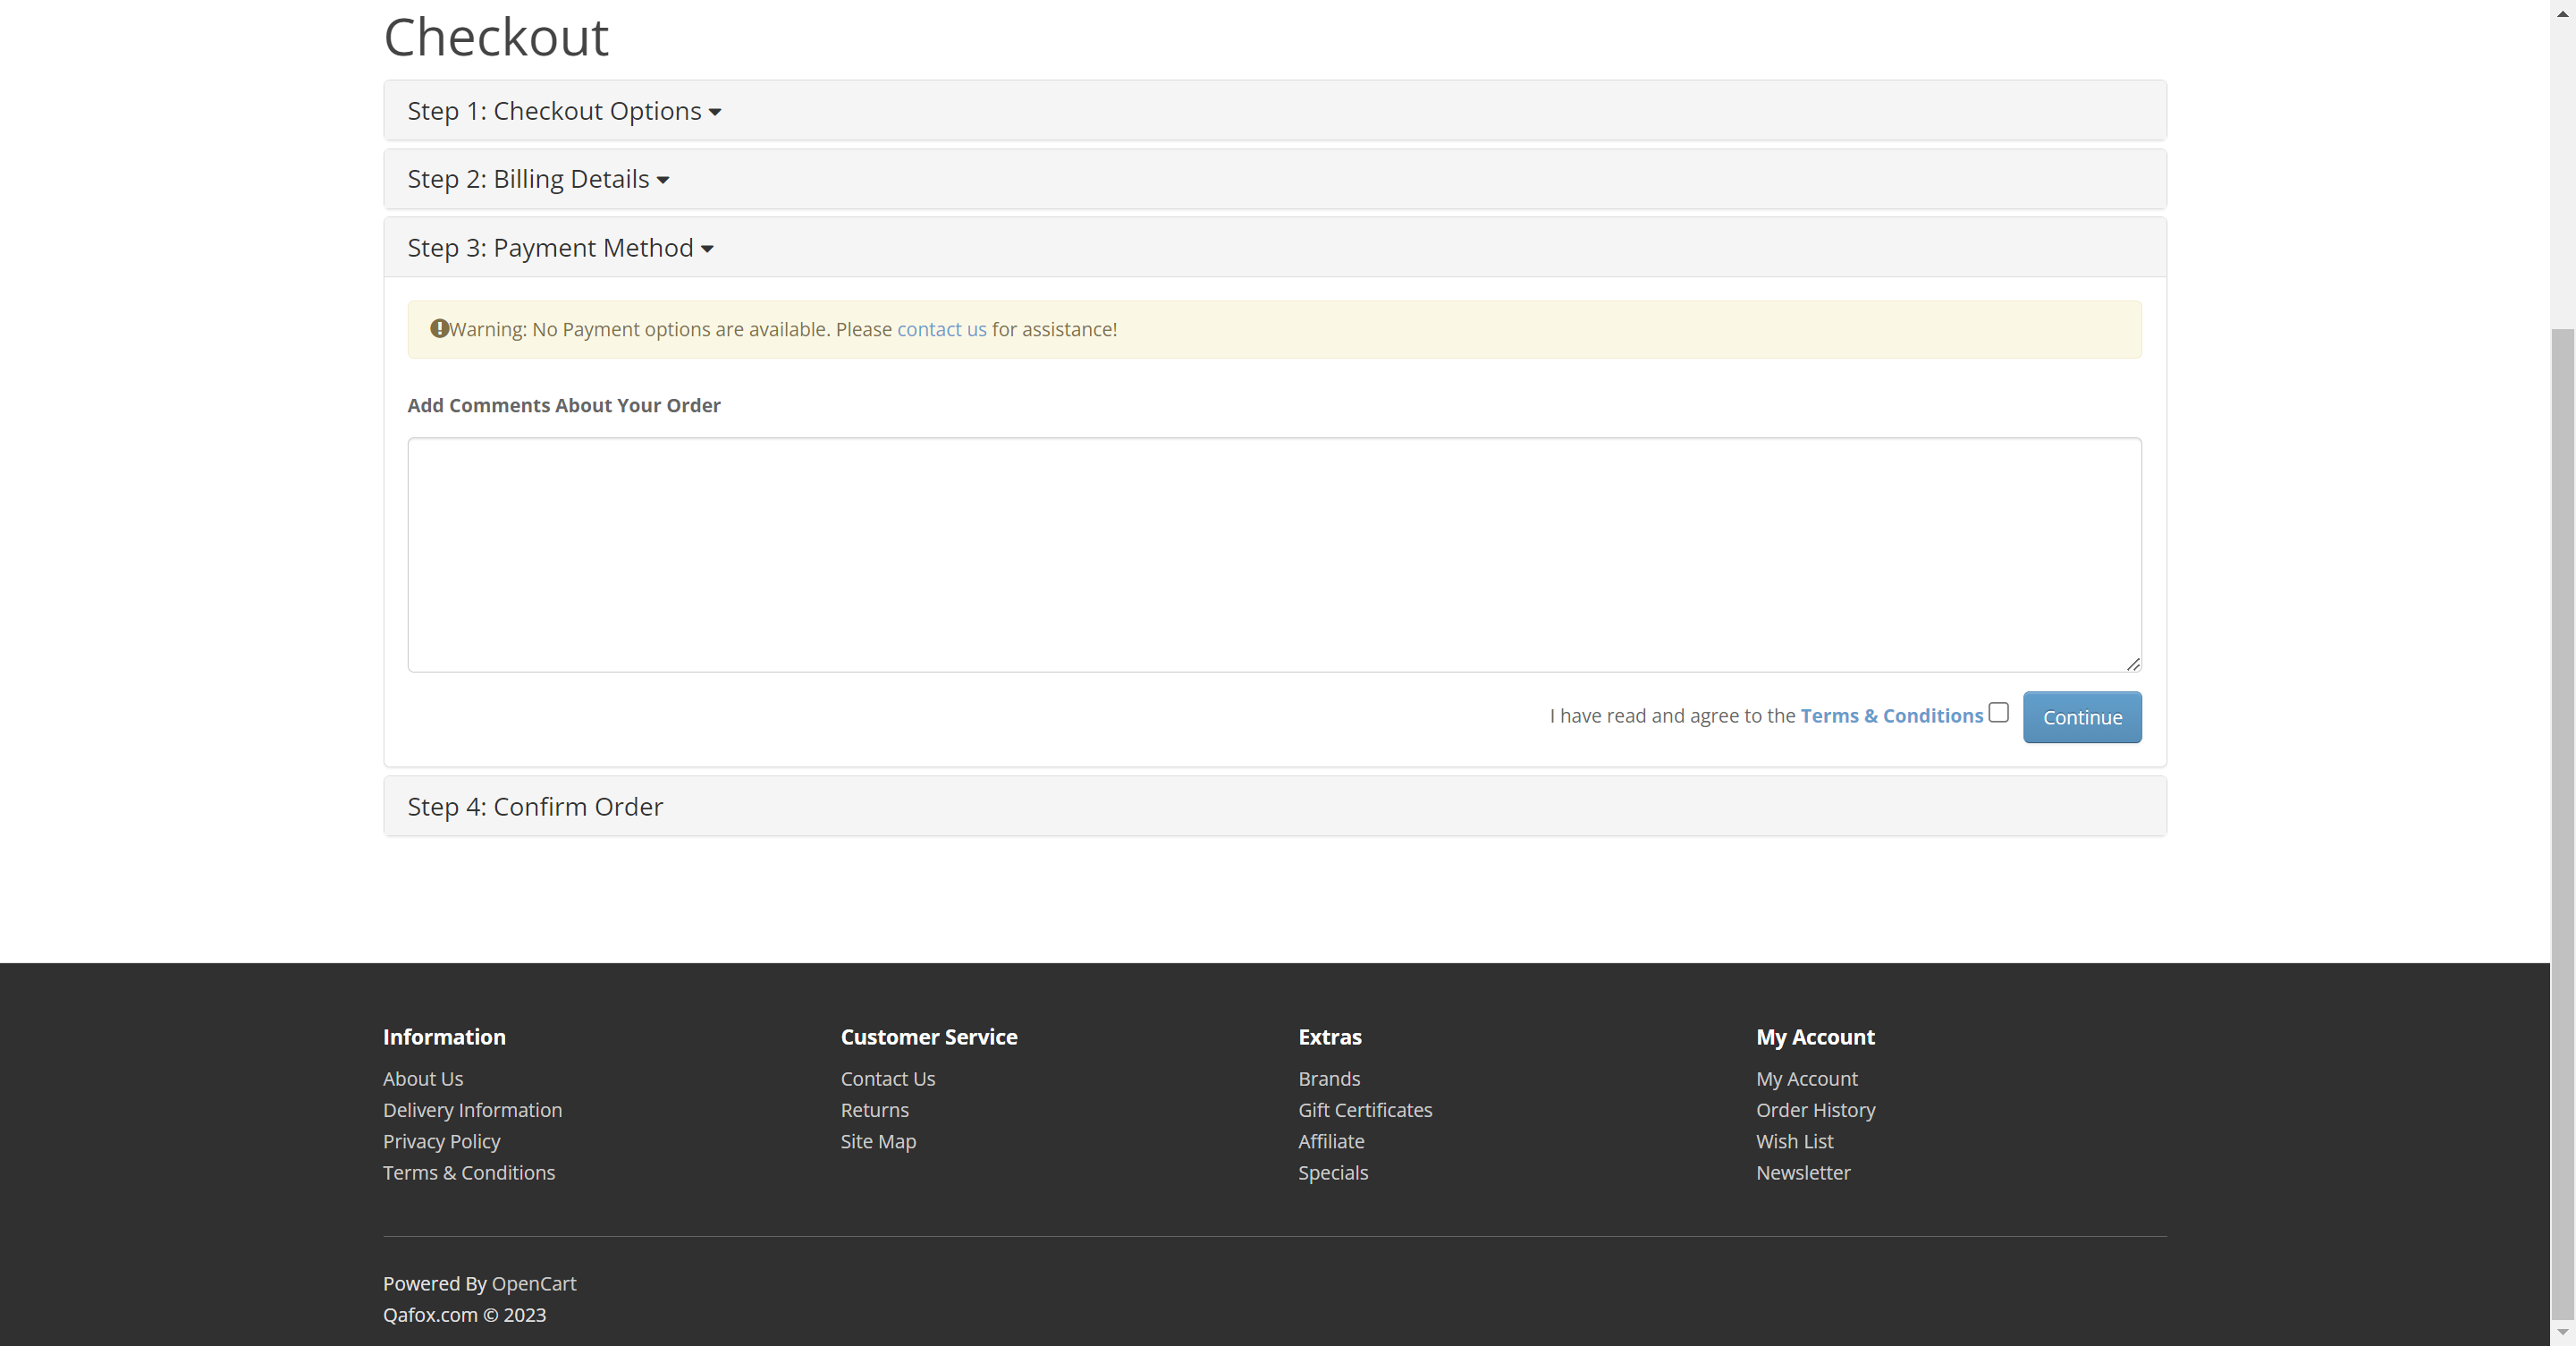 Checkout
Step 1: Checkout Options
Step 2: Billing Details
Step 3: Payment Method
Warning: No Payment options are available. Please contact us for assistance!
Add Comments About Your Order
I have read and agree to the Terms & Conditions
Continue
Step 4: Confirm Order
Information
About Us
Delivery Information
Privacy Policy
Terms & Conditions
Customer Service
Contact Us
Returns
Site Map
Extras
Brands
Gift Certificates
Affiliate
Specials
My Account
My Account
Order History
Wish List
Newsletter
Powered By OpenCart
Qafox.com © 2023